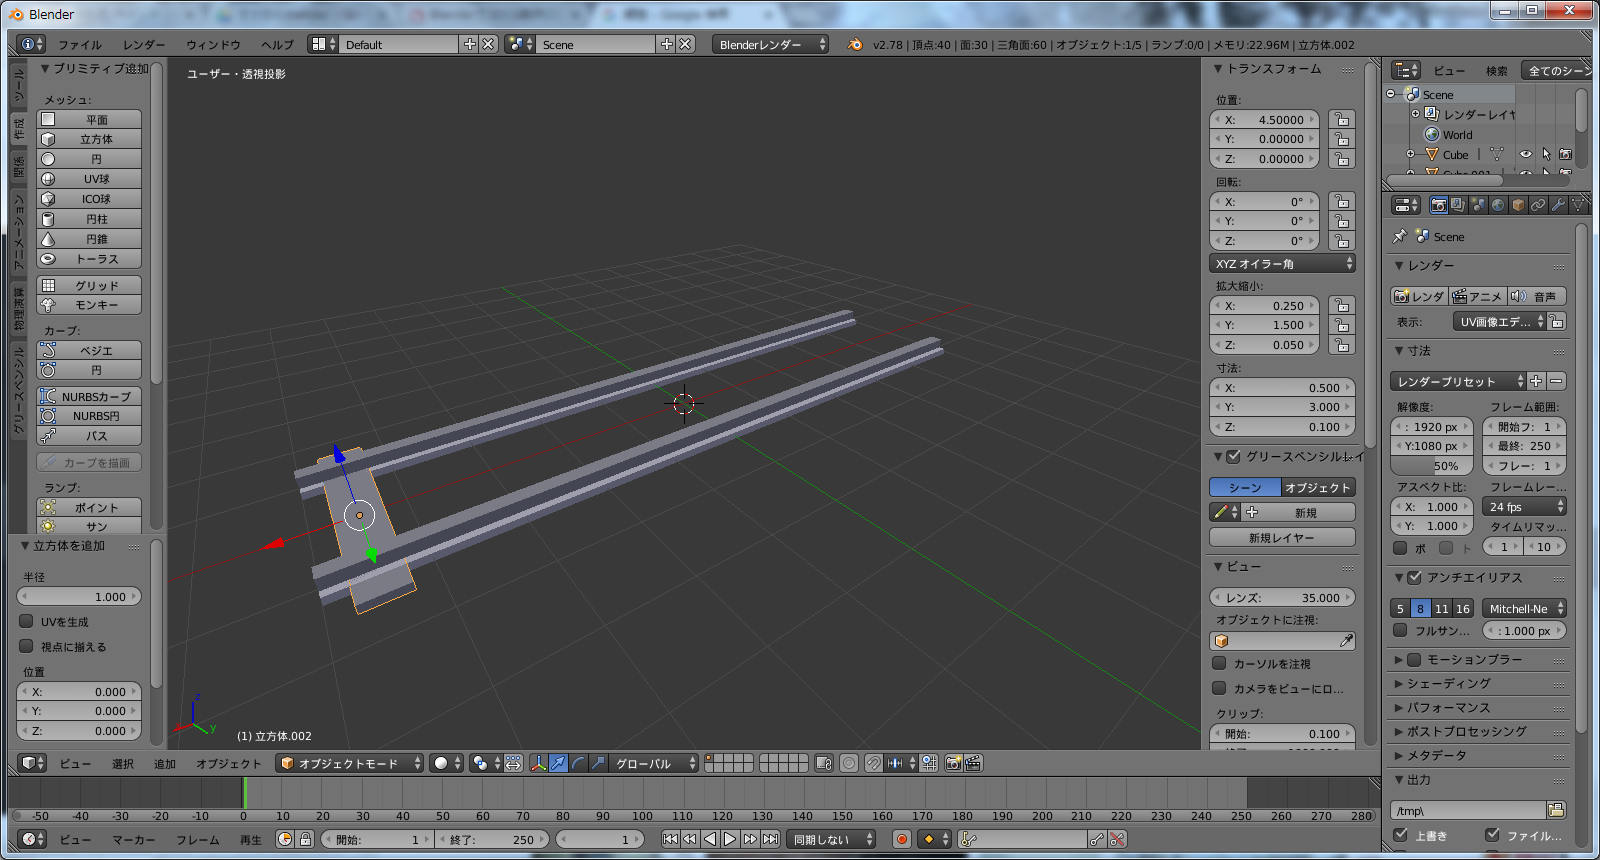 Blender
ファイル レンダー ウィンドウ ヘルプ Default Scene Blenderレンダー v2.78 | 頂点:40 | 面:30 | 三角面:60 | オブジェクト:1/5 | ランプ:0/0 | メモリ:22.96M | 立方体.002
ツール
作成
関係
アニメーション
物理演算
グリースペンシル
プリミティブ追加
メッシュ:
平面
立方体
円
UV球
ICO球
円柱
円錐
トーラス
グリッド
モンキー
カーブ:
ベジエ
円
NURBSカーブ
NURBS円
パス
カーブを描画
ランプ:
ポイント
サン
立方体を追加
半径
1.000
UVを生成
視点に揃える
位置
X: 0.000
Y: 0.000
Z: 0.000
ユーザー・透視投影
z
y
(1) 立方体.002
トランスフォーム
位置:
X: 4.50000
Y: 0.00000
Z: 0.00000
回転:
X: 0°
Y: 0°
Z: 0°
XYZ オイラー角
拡大縮小:
X: 0.250
Y: 1.500
Z: 0.050
寸法:
X: 0.500
Y: 3.000
Z: 0.100
グリースペンシルレイ
シーン オブジェクト
新規
新規レイヤー
ビュー
レンズ: 35.000
オブジェクトに注視:
カーソルを注視
カメラをビューにロ...
クリップ:
開始: 0.100
ビュー 検索 全てのシーン
Scene
レンダーレイヤ
World
Cube
Scene
レンダー
レンダ アニメ 音声
表示: UV画像エデ...
寸法
レンダープリセット
解像度: フレーム範囲:
: 1920 px 開始フ: 1
Y:1080 px 最終: 250
50% フレー: 1
アスペクト比: フレームレー...
X: 1.000 24 fps
Y: 1.000 タイムリマッ...
ボ ト 1 10
アンチエイリアス
5 8 11 16 Mitchell-Ne
フルサン... : 1.000 px
モーションブラー
シェーディング
パフォーマンス
ポストプロセッシング
メタデータ
出力
/tmp\
上書き ファイル...
ビュー 選択 追加 オブジェクト オブジェクトモード グローバル
-50 -40 -30 -20 -10 0 10 20 30 40 50 60 70 80 90 100 110 120 130 140 150 160 170 180 190 200 210 220 230 240 250 260 270 280
ビュー マーカー フレーム 再生 開始: 1 終了: 250 1 同期しない